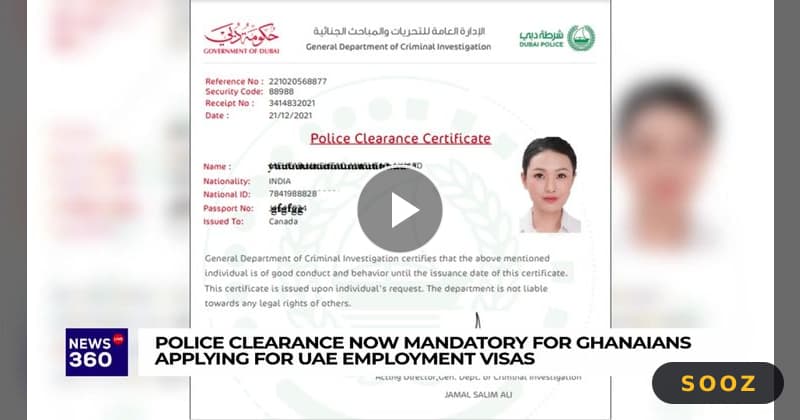 حكومة دبي
GOVERNMENT OF DUBAI
الإدارة العامة للتحريات والمباحث الجنائية
General Department of Criminal Investigation
شرطة دبي
DUBAI POLICE
Reference No : 221020568877
Security Code: 88988
Receipt No : 3414832021
Date : 21/12/2021
Police Clearance Certificate
Name :
Nationality: INDIA
National ID: 7841988828
Passport No: gfgfgg
Issued To: Canada
General Department of Criminal Investigation certifies that the above mentioned
individual is of good conduct and behavior until the issuance date of this certificate.
This certificate is issued upon individual's request. The department is not liable
towards any legal rights of others.
NEWS LIVE
360
POLICE CLEARANCE NOW MANDATORY FOR GHANAIANS
APPLYING FOR UAE EMPLOYMENT VISAS
Acting Director,Gen. Dept. of Criminal Investigation
JAMAL SALIM ALI
SOOZ